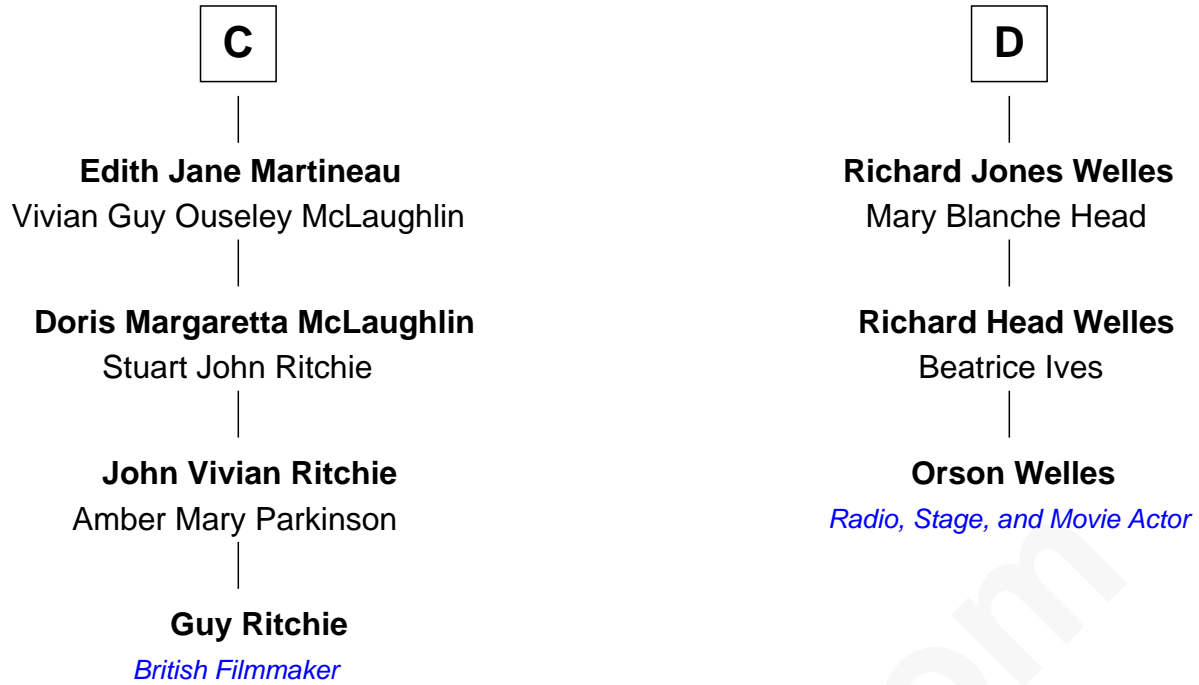 C
Edith Jane Martineau
Vivian Guy Ouseley McLaughlin
Doris Margaretta McLaughlin
Stuart John Ritchie
John Vivian Ritchie
Amber Mary Parkinson
Guy Ritchie
British Filmmaker
D
Richard Jones Welles
Mary Blanche Head
Richard Head Welles
Beatrice Ives
Orson Welles
Radio, Stage, and Movie Actor
om